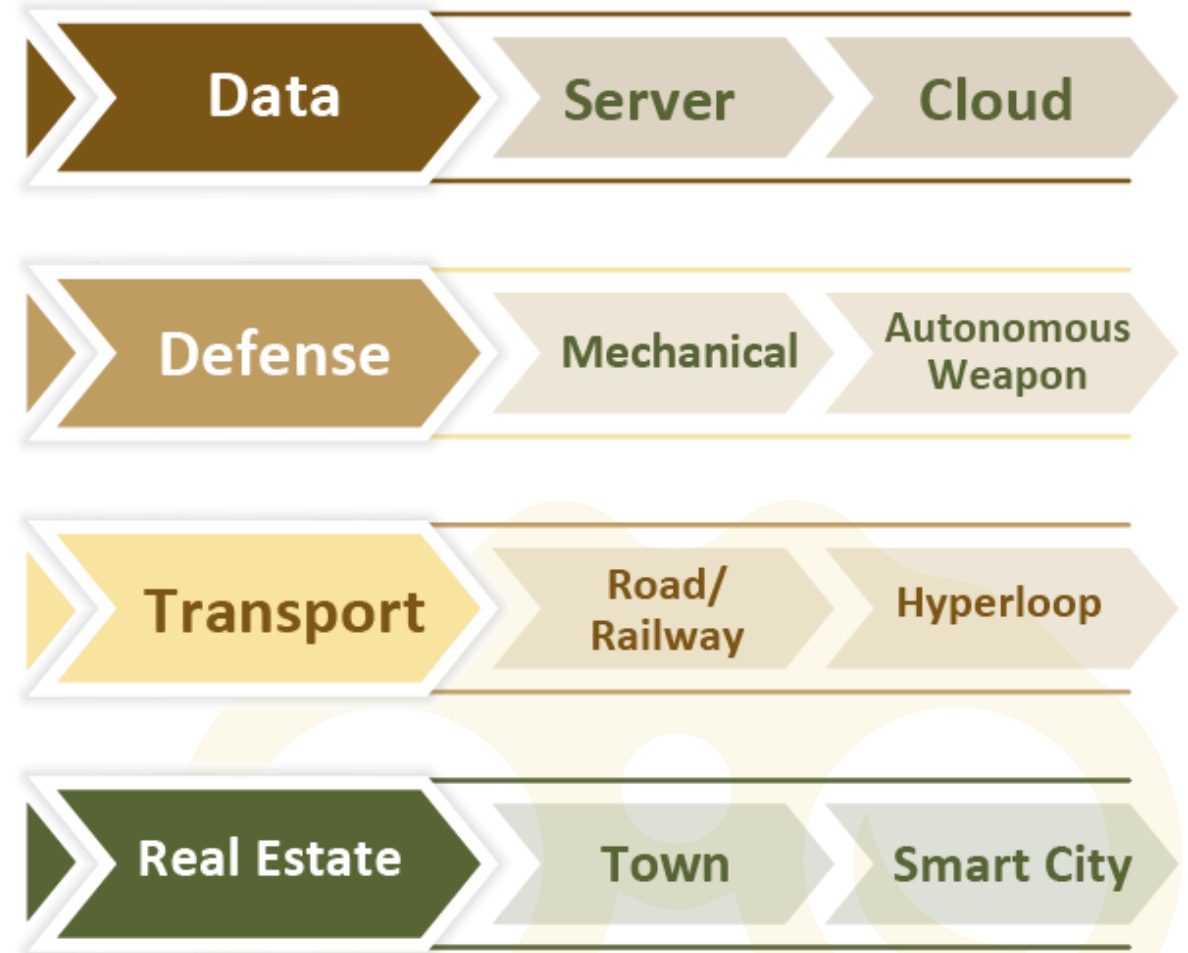 Data
Server
Cloud
Defense
Mechanical
Autonomous
Weapon
Transport
Road/
Railway
Hyperloop
Real Estate
Town
Smart City